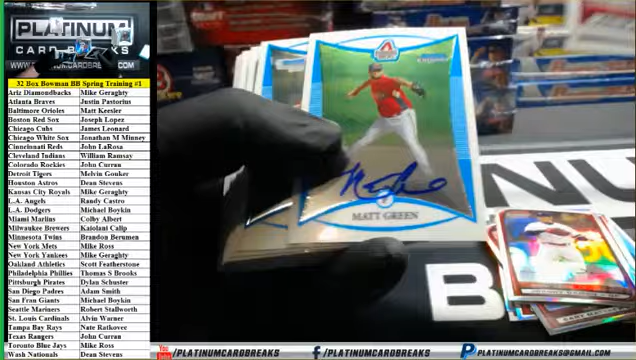 PLATINUM
CARD BREAKS
32 Box Bowman BB Spring Training #1
Ariz Diamondbacks Mike Geraghty
Atlanta Braves Justin Pastorius
Baltimore Orioles Matt Keesler
Boston Red Sox Joseph Lopez
Chicago Cubs James Leonard
Chicago White Sox Jonathan M Minney
Cincinneti Reds John LaRosa
Cleveland Indians William Ramsay
Colorado Rockies John Curran
Detroit Tigers Melvin Gouker
Houston Astros Dean Stevens
Kansas City Royals Mike Geraghty
L.A. Angels Randy Castro
L.A. Dodgers Michael Boykin
Miami Marlins Colby Albert
Milwaukee Brewers Kaiolani Calip
Minnesota Twins Brandon Berumen
New York Mets Mike Ross
New York Yankees Mike Geraghty
Oakland Athletics Scott Featherstone
Philadelphia Phillies Thomas S Brooks
Pittsburgh Pirates Dylan Schuster
San Diego Padres Adam Smith
San Fran Giants Michael Boykin
Seattle Mariners Robert Stallworth
St. Louis Cardinals Alvin Warner
Tampa Bay Rays Nate Ratkovec
Texas Rangers John Curran
Toronto Blue Jays Mike Ross
Wash Nationals Dean Stevens
MATT GREEN
/PLATINUMCARDBREAKS
/PLATINUMCARDBREAKS
PLATINUMCARDBREAKS@GMAIL.COM